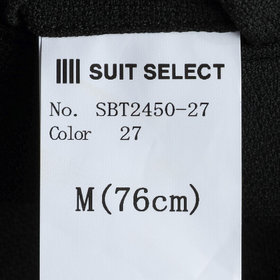 SUIT SELECT
No. SBT2450-27
Color 27
M(76cm)